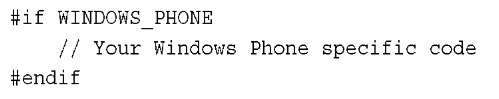 #if WINDOWS_PHONE
    // Your Windows Phone specific code
#endif